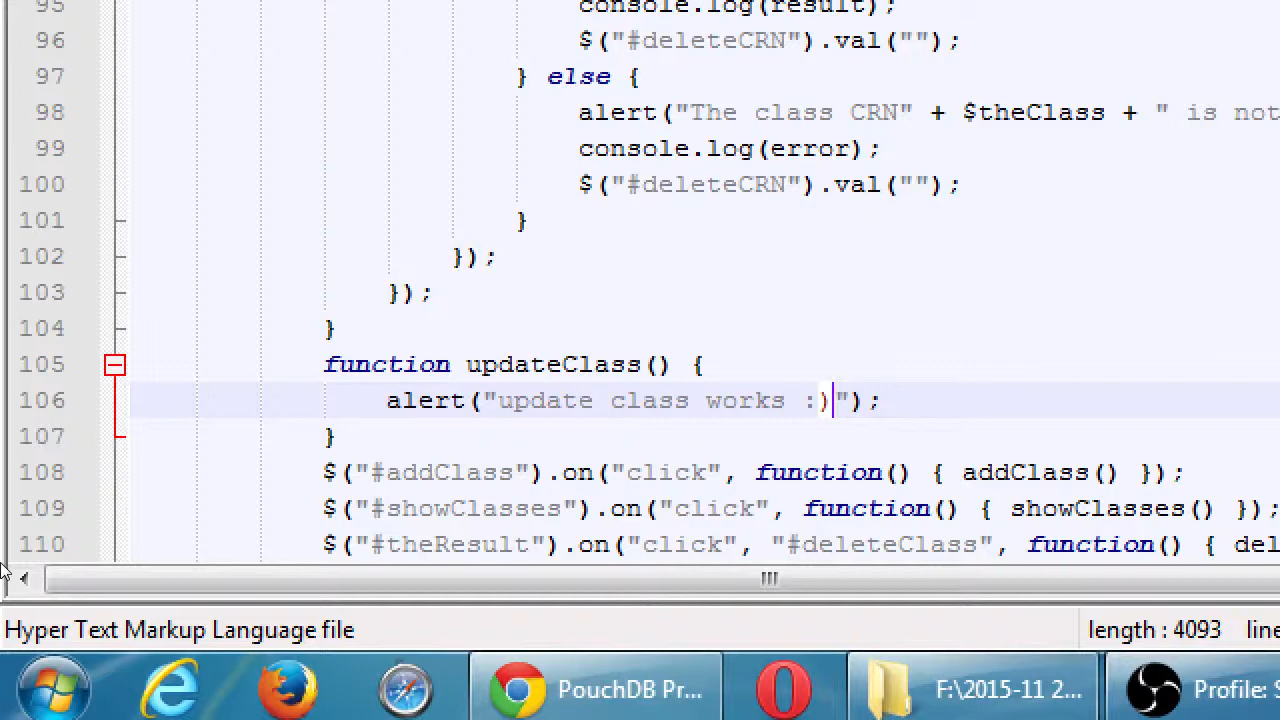 95 console.log(result);
96 $("#deleteCRN").val("");
97 } else {
98 alert("The class CRN" + $theClass + " is not
99 console.log(error);
100 $("#deleteCRN").val("");
101 }
102 });
103 });
104 }
105 function updateClass() {
106 alert("update class works :)");
107 }
108 $("#addClass").on("click", function() { addClass() });
109 $("#showClasses").on("click", function() { showClasses() });
110 $("#theResult").on("click", "#deleteClass", function() { del
Hyper Text Markup Language file length : 4093 line
PouchDB Pr... F:\2015-11 2... Profile: S